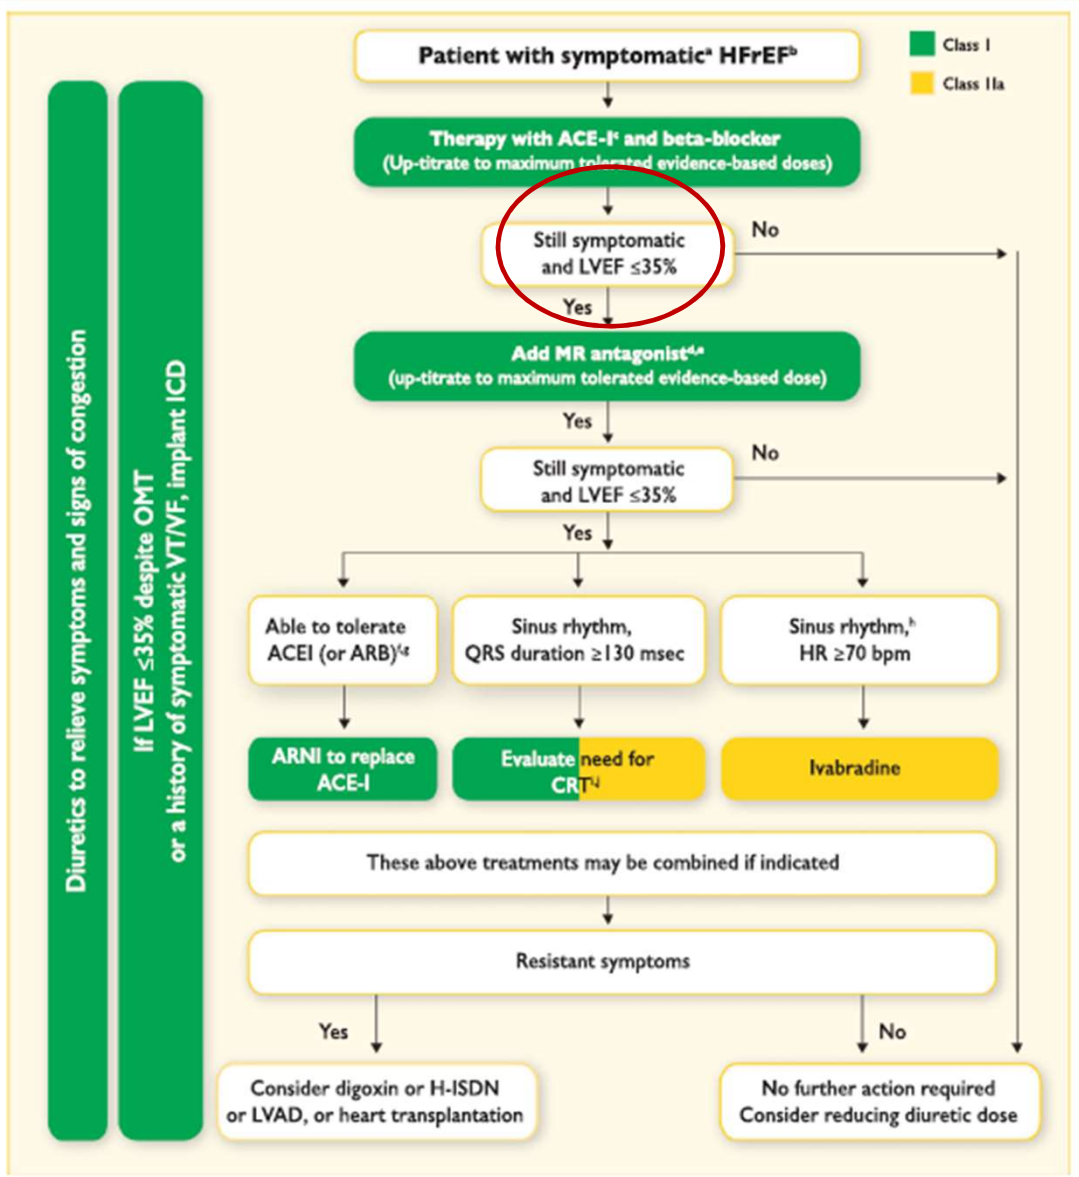 Patient with symptomaticᵃ HFrEFᵇ
Class I
Class IIa
Therapy with ACE-Iᶜ and beta-blocker
(Up-titrate to maximum tolerated evidence-based doses)
Still symptomatic
and LVEF ≤35%
No
Yes
Add MR antagonistᵈ,ᵉ
(up-titrate to maximum tolerated evidence-based dose)
Yes
Still symptomatic
and LVEF ≤35%
No
Yes
Able to tolerate
ACEI (or ARB)ᶠ,ᵍ
Sinus rhythm,
QRS duration ≥130 msec
Sinus rhythm,ʰ
HR ≥70 bpm
ARNI to replace
ACE-I
Evaluate need for
CRTⁱ,ʲ
Ivabradine
These above treatments may be combined if indicated
Resistant symptoms
Yes
No
Consider digoxin or H-ISDN
or LVAD, or heart transplantation
No further action required
Consider reducing diuretic dose
Diuretics to relieve symptoms and signs of congestion
If LVEF ≤35% despite OMT
or a history of symptomatic VT/VF, implant ICD